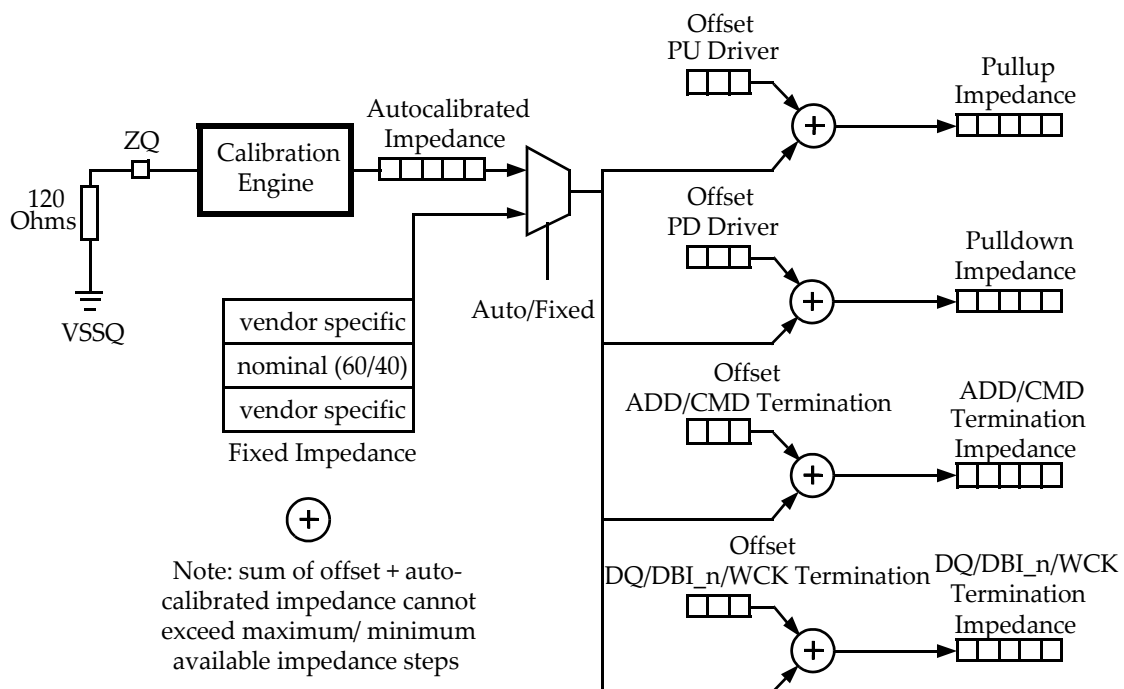 Offset
PU Driver
Pullup
Impedance
Autocalibrated
Impedance
ZQ
Calibration
Engine
120
Ohms
VSSQ
Offset
PD Driver
Pulldown
Impedance
Auto/Fixed
vendor specific
nominal (60/40)
vendor specific
Fixed Impedance
Offset
ADD/CMD Termination
ADD/CMD
Termination
Impedance
Note: sum of offset + auto-
calibrated impedance cannot
exceed maximum/ minimum
available impedance steps
Offset
DQ/DBI_n/WCK Termination
DQ/DBI_n/WCK
Termination
Impedance